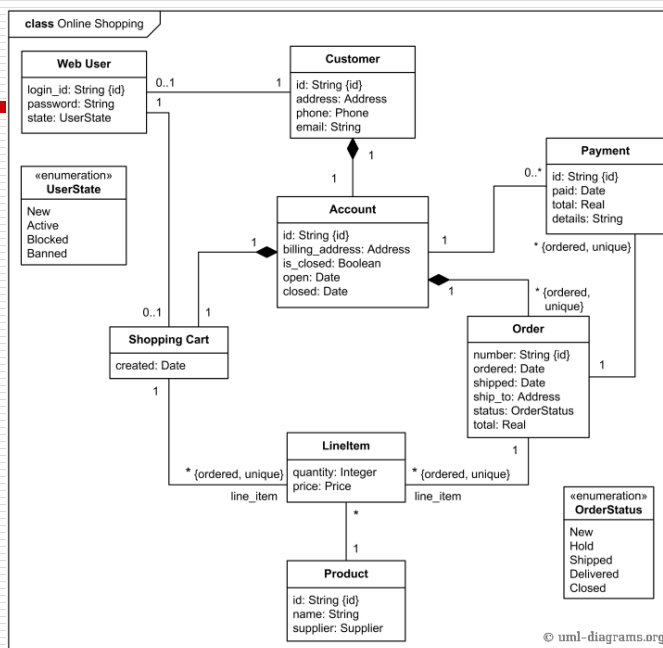 class Online Shopping
Web User
login_id: String {id}
password: String
state: UserState
0..1
1
1
Customer
id: String {id}
address: Address
phone: Phone
email: String
1
1
«enumeration»
UserState
New
Active
Blocked
Banned
Payment
id: String {id}
paid: Date
total: Real
details: String
0..*
1
* {ordered, unique}
Account
id: String {id}
billing_address: Address
is_closed: Boolean
open: Date
closed: Date
1
1
* {ordered,
unique}
0..1
1
Shopping Cart
created: Date
1
Order
number: String {id}
ordered: Date
shipped: Date
ship_to: Address
status: OrderStatus
total: Real
1
1
LineItem
quantity: Integer
price: Price
* {ordered, unique}
line_item
* {ordered, unique}
line_item
*
1
Product
id: String {id}
name: String
supplier: Supplier
«enumeration»
OrderStatus
New
Hold
Shipped
Delivered
Closed
© uml-diagrams.org